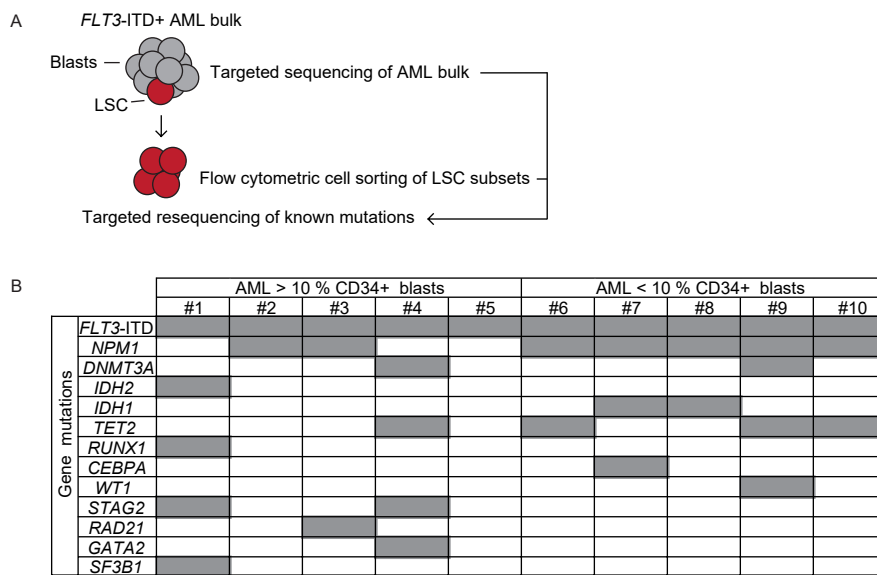 A
FLT3-ITD+ AML bulk
Blasts
Targeted sequencing of AML bulk
LSC
Flow cytometric cell sorting of LSC subsets
Targeted resequencing of known mutations
B
AML > 10 % CD34+ blasts AML < 10 % CD34+ blasts
#1 #2 #3 #4 #5 #6 #7 #8 #9 #10
Gene mutations
FLT3-ITD
NPM1
DNMT3A
IDH2
IDH1
TET2
RUNX1
CEBPA
WT1
STAG2
RAD21
GATA2
SF3B1